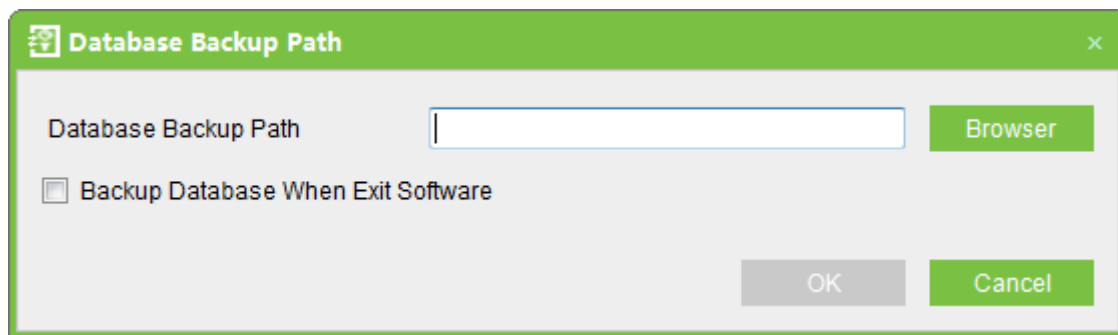 Database Backup Path
Database Backup Path Browser
Backup Database When Exit Software
OK Cancel